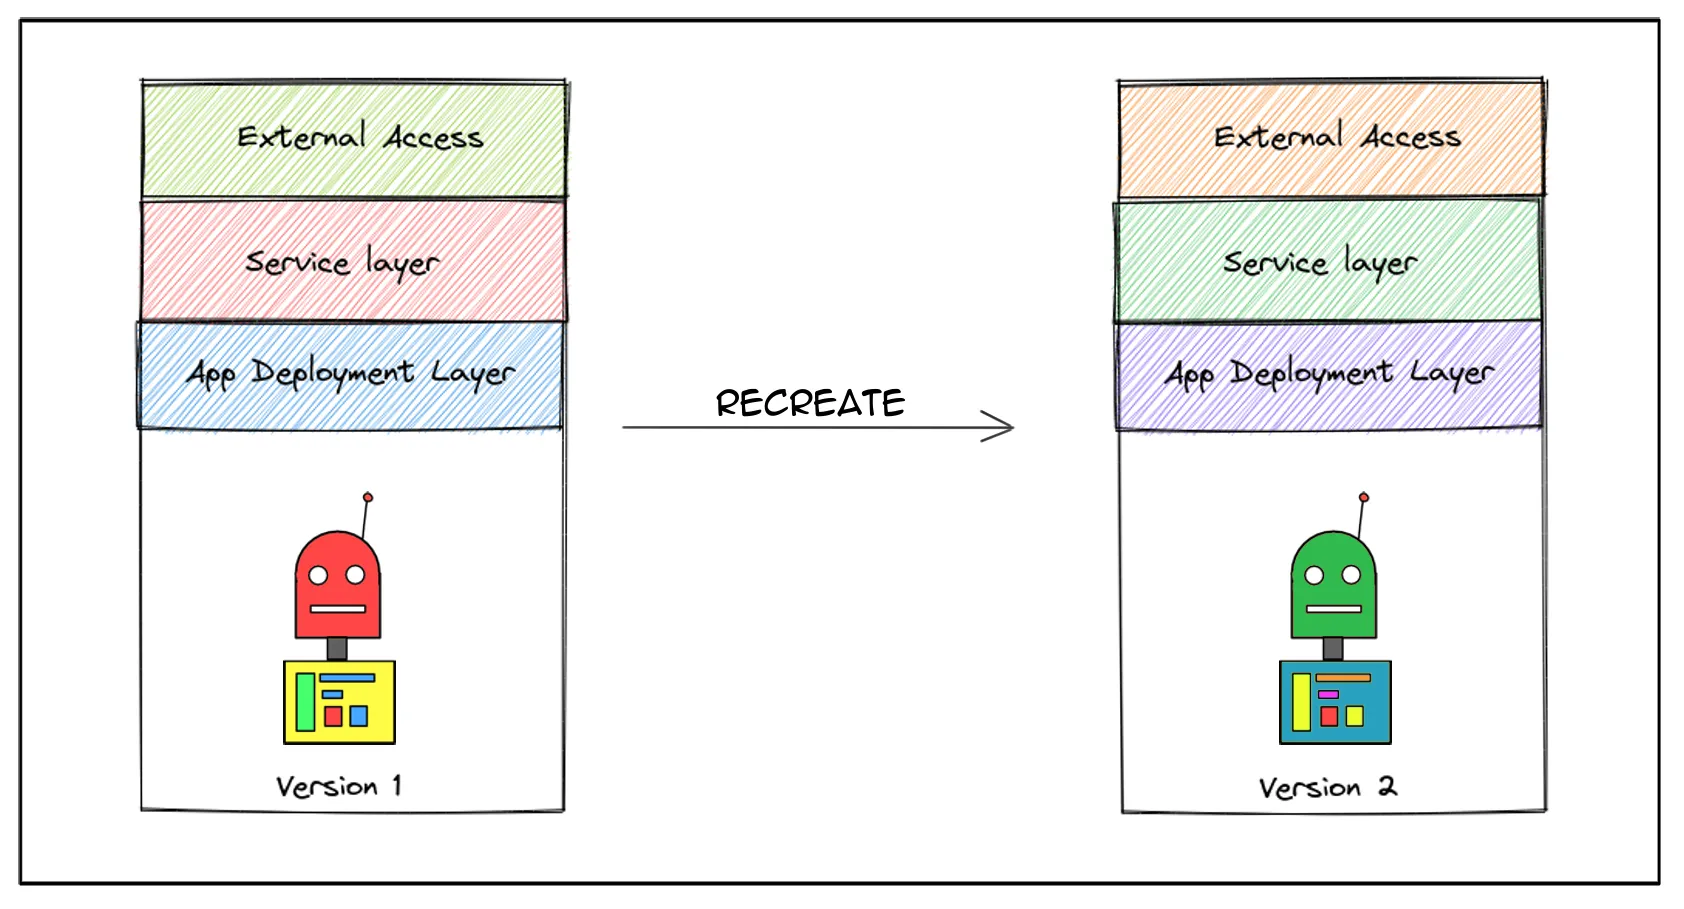 External Access
Service layer
App Deployment Layer
Version 1
RECREATE
External Access
Service layer
App Deployment Layer
Version 2